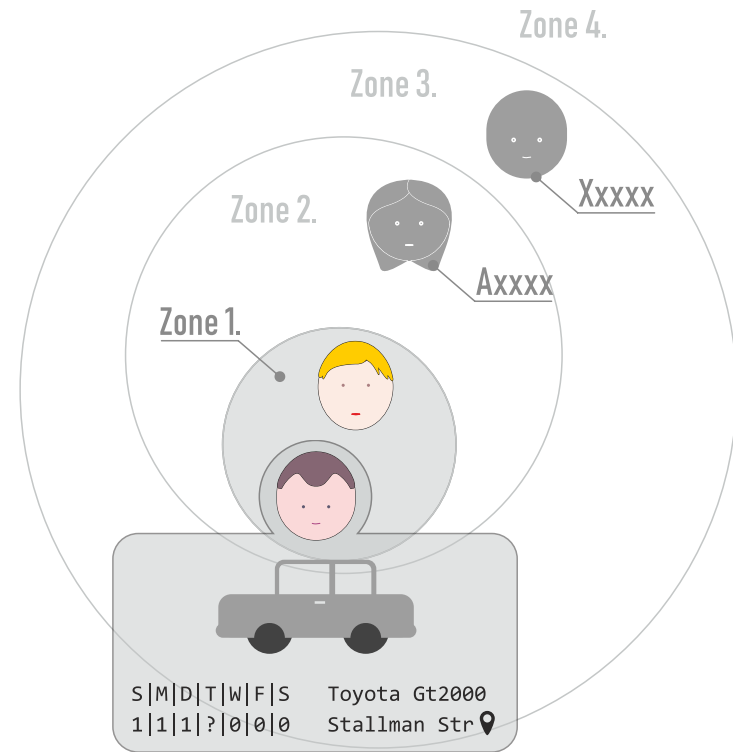 Zone 4.
Zone 3.
Xxxxx
Zone 2.
Axxxx
Zone 1.
S|M|D|T|W|F|S Toyota Gt2000
1|1|1|?|0|0|0 Stallman Str